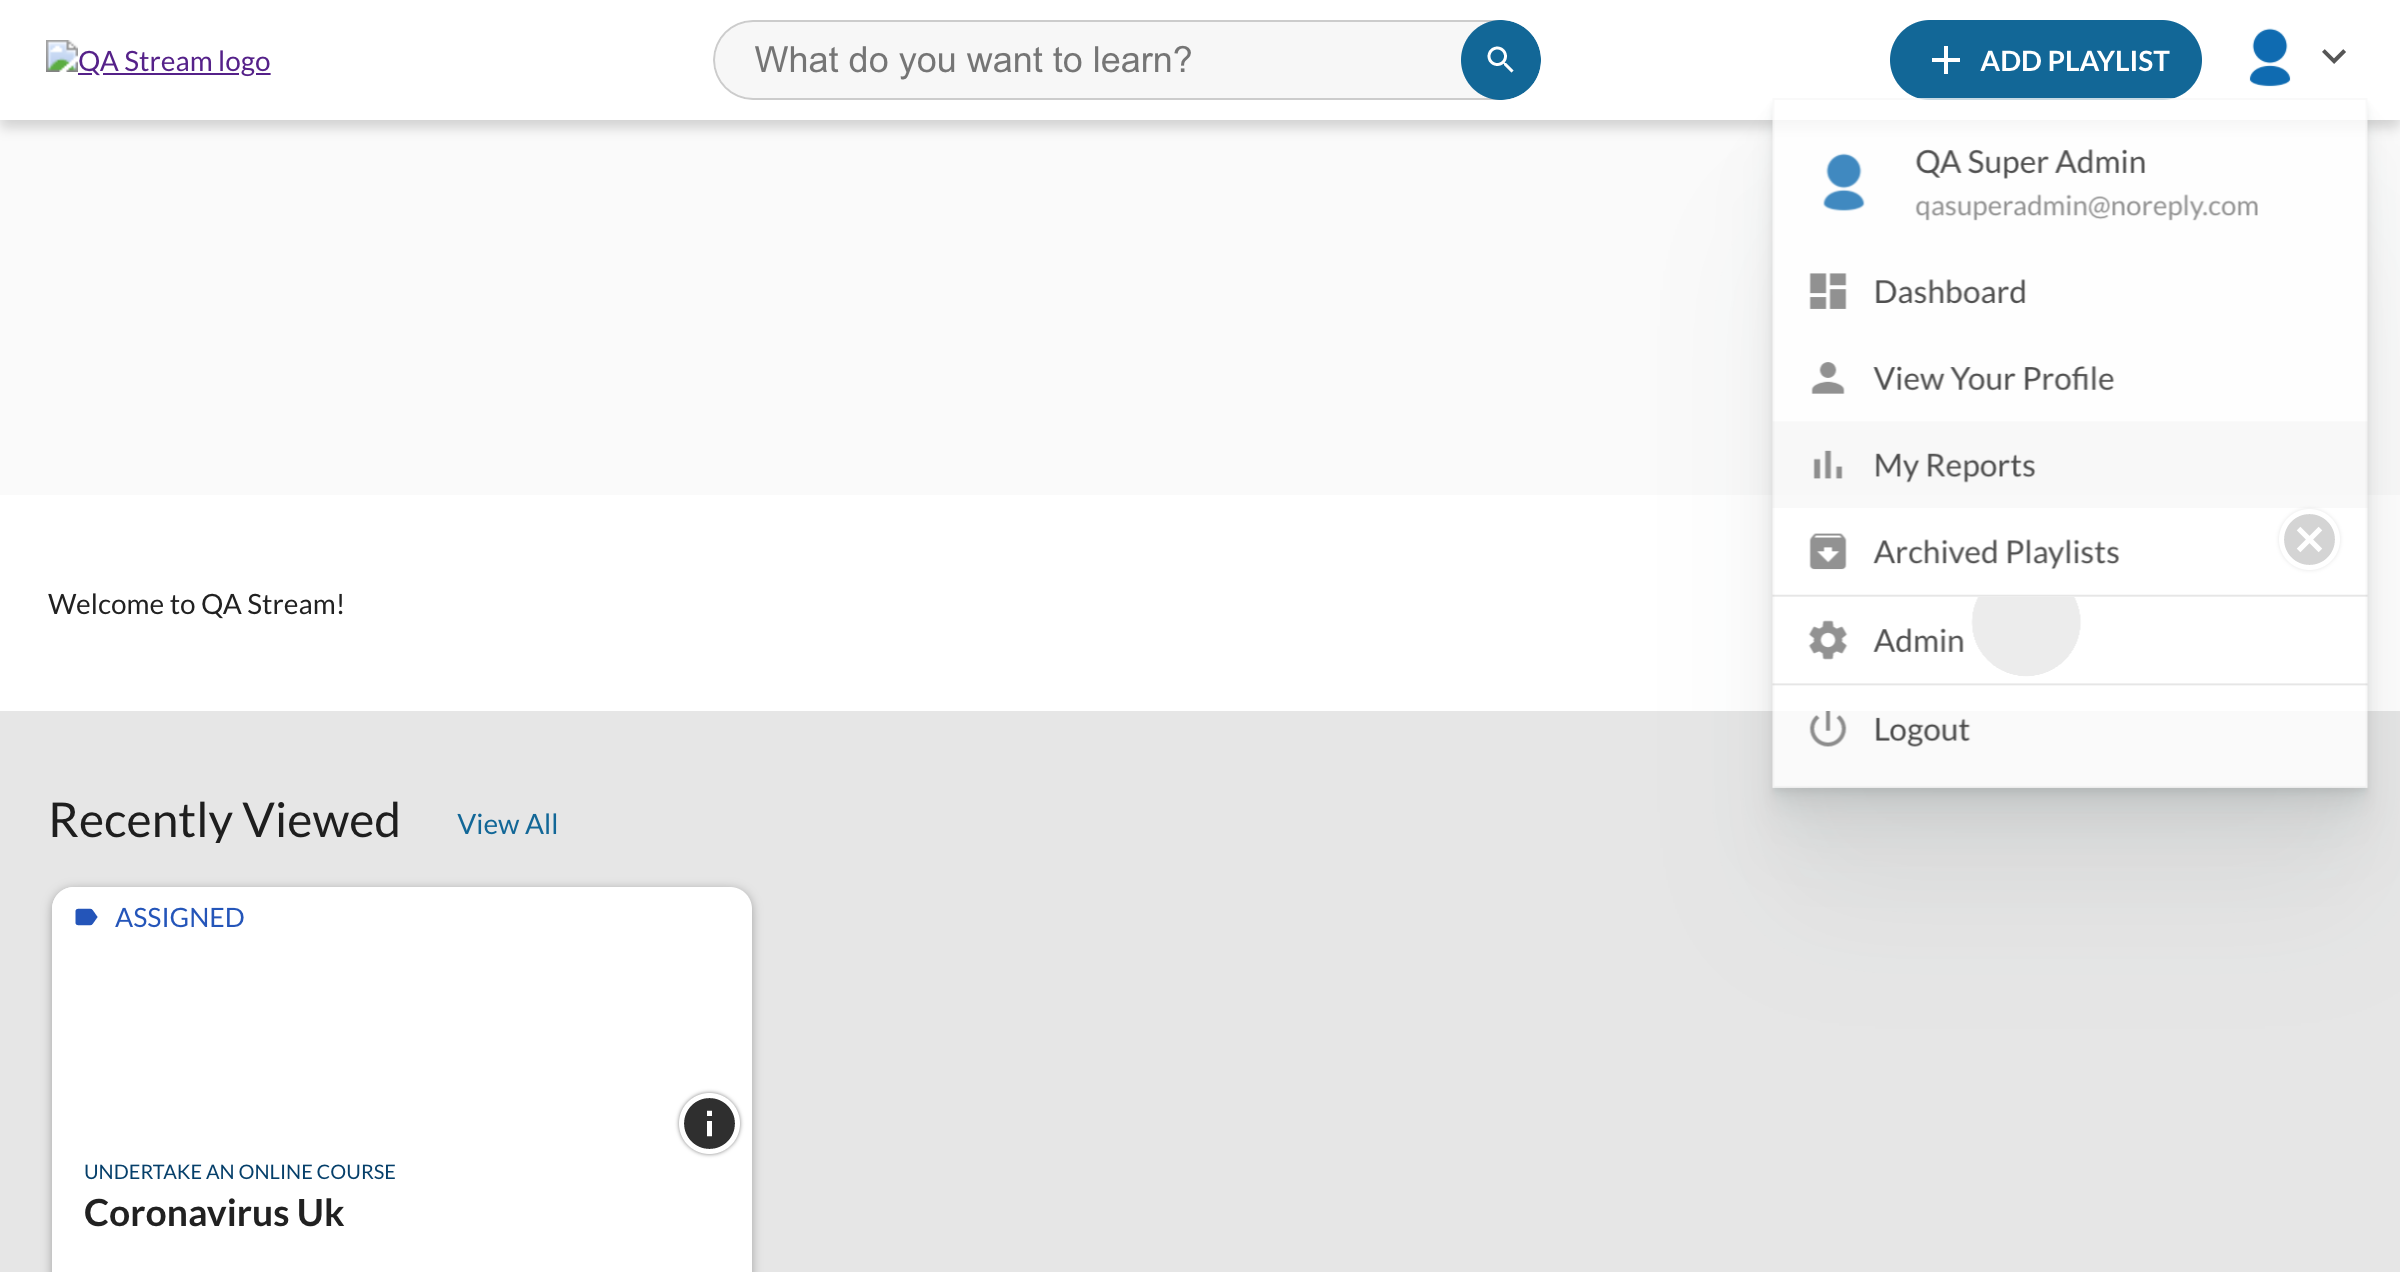 QA Stream logo
What do you want to learn?
ADD PLAYLIST
QA Super Admin
qasuperadmin@noreply.com
Dashboard
View Your Profile
My Reports
Archived Playlists
Admin
Logout
Welcome to QA Stream!
Recently Viewed
View All
ASSIGNED
UNDERTAKE AN ONLINE COURSE
Coronavirus Uk